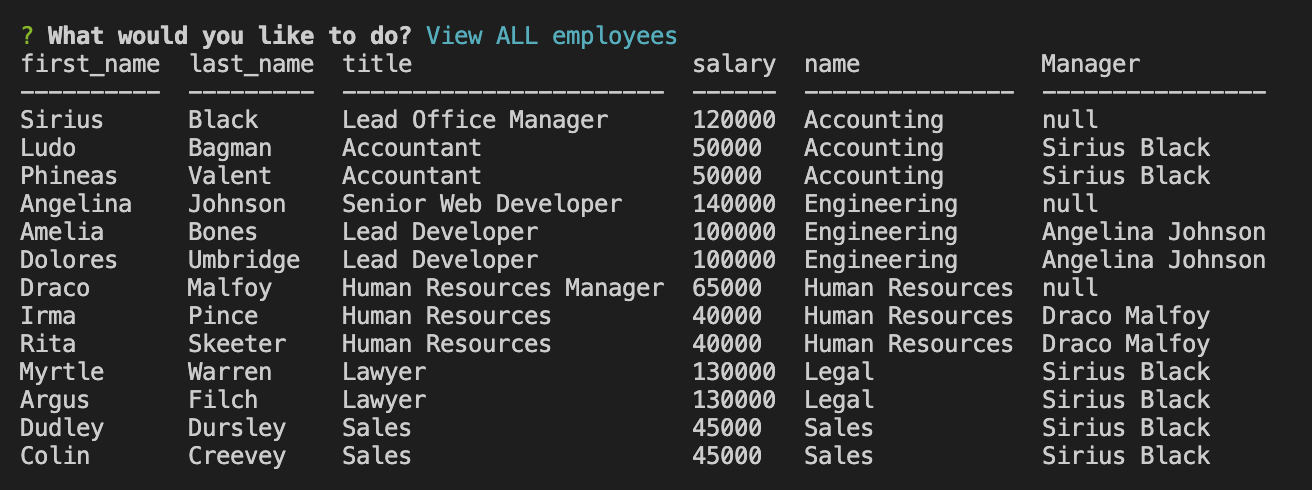 ? What would you like to do? View ALL employees
first_name  last_name  title                    salary  name             Manager
----------  ---------  -----------------------  ------  ---------------  ----------------
Sirius      Black      Lead Office Manager      120000  Accounting       null
Ludo        Bagman     Accountant               50000   Accounting       Sirius Black
Phineas     Valent     Accountant               50000   Accounting       Sirius Black
Angelina    Johnson    Senior Web Developer     140000  Engineering      null
Amelia      Bones      Lead Developer           100000  Engineering      Angelina Johnson
Dolores     Umbridge   Lead Developer           100000  Engineering      Angelina Johnson
Draco       Malfoy     Human Resources Manager  65000   Human Resources  null
Irma        Pince      Human Resources          40000   Human Resources  Draco Malfoy
Rita        Skeeter    Human Resources          40000   Human Resources  Draco Malfoy
Myrtle      Warren     Lawyer                   130000  Legal            Sirius Black
Argus       Filch      Lawyer                   130000  Legal            Sirius Black
Dudley      Dursley    Sales                    45000   Sales            Sirius Black
Colin       Creevey    Sales                    45000   Sales            Sirius Black